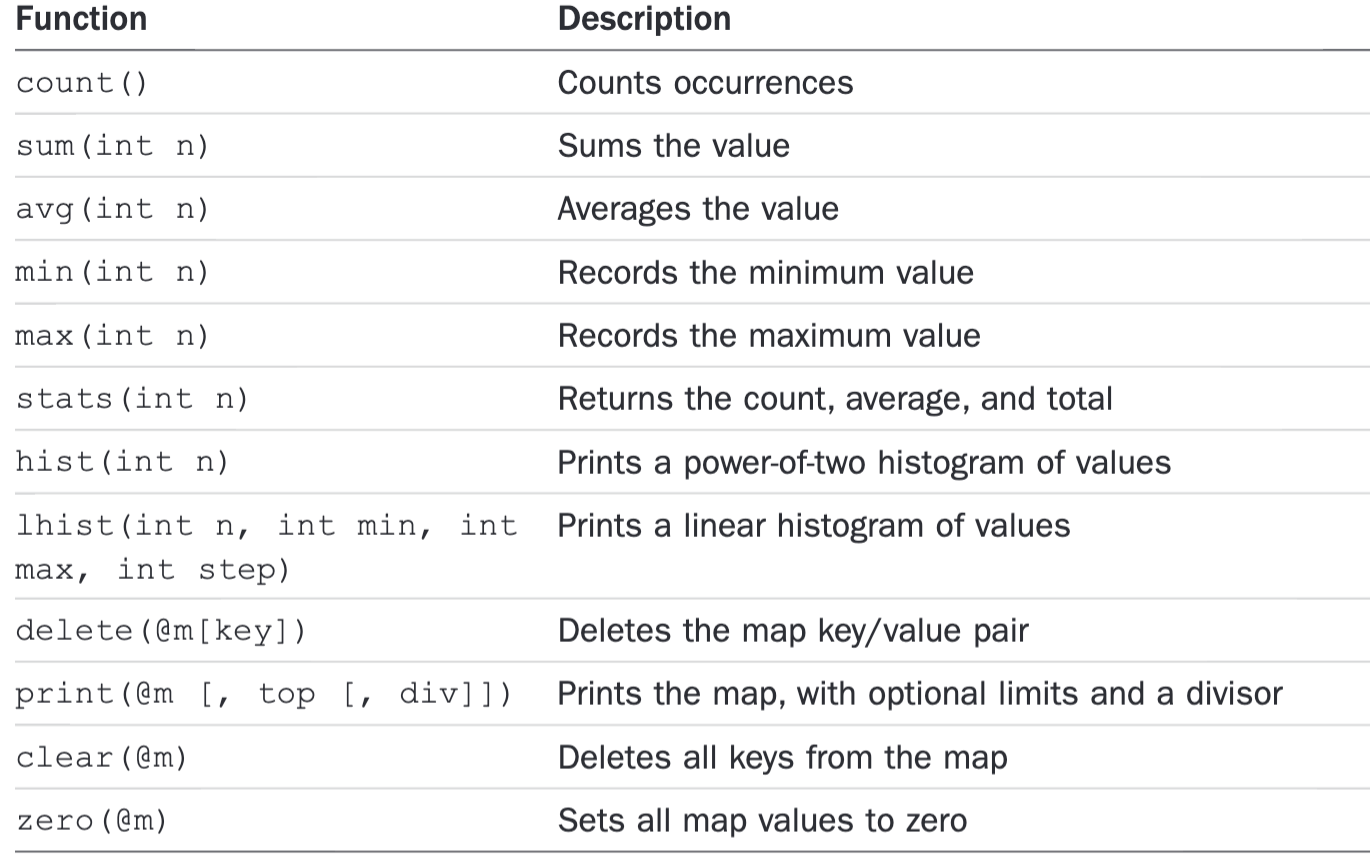 Function Description
count() Counts occurrences
sum(int n) Sums the value
avg(int n) Averages the value
min(int n) Records the minimum value
max(int n) Records the maximum value
stats(int n) Returns the count, average, and total
hist(int n) Prints a power-of-two histogram of values
lhist(int n, int min, int Prints a linear histogram of values
max, int step)
delete(@m[key]) Deletes the map key/value pair
print(@m [, top [, div]]) Prints the map, with optional limits and a divisor
clear(@m) Deletes all keys from the map
zero(@m) Sets all map values to zero